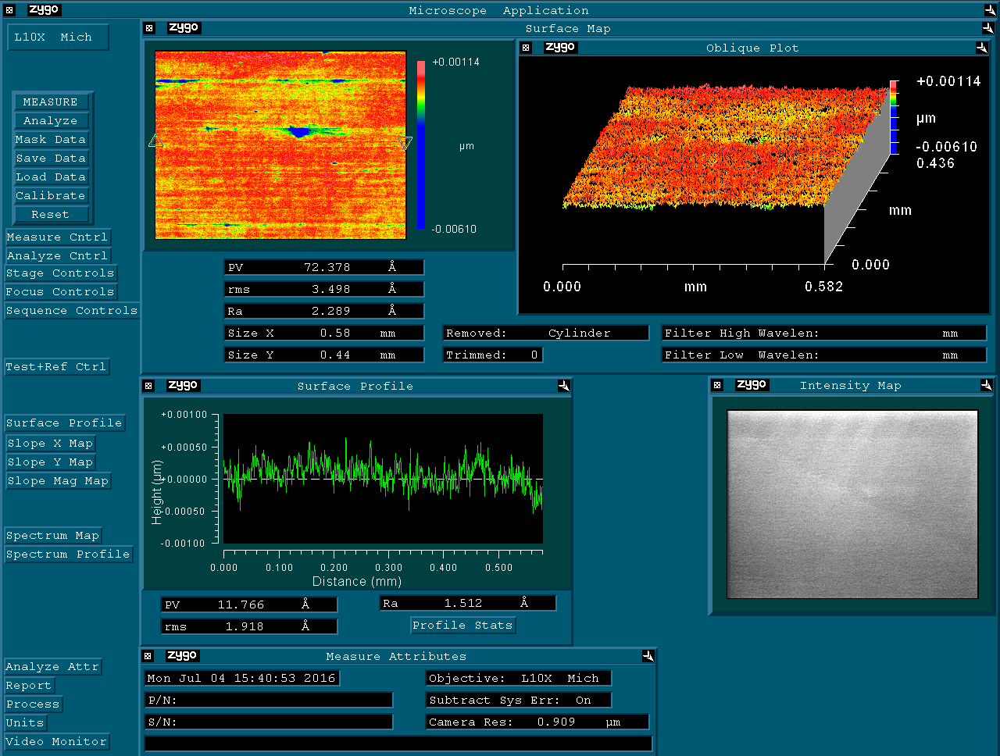 zygo Microscope Application
L10X Mich
MEASURE
Analyze
Mask Data
Save Data
Load Data
Calibrate
Reset
Measure Cntrl
Analyze Cntrl
Stage Controls
Focus Controls
Sequence Controls
Test+Ref Ctrl
Surface Profile
Slope X Map
Slope Y Map
Slope Mag Map
Spectrum Map
Spectrum Profile
Analyze Attr
Report
Process
Units
Video Monitor
zygo Surface Map
+0.00114
µm
-0.00610
zygo Oblique Plot
+0.00114
µm
-0.00610
0.436
mm
0.000
0.000 mm 0.582
PV 72.378 Å
rms 3.498 Å
Ra 2.289 Å
Size X 0.58 mm
Size Y 0.44 mm
Removed: Cylinder
Trimmed: 0
Filter High Wavelen: mm
Filter Low Wavelen: mm
zygo Surface Profile
Height (µm)
+0.00100
+0.00050
+0.00000
-0.00050
-0.00100
0.000 0.100 0.200 0.300 0.400 0.500
Distance (mm)
PV 11.766 Å
rms 1.918 Å
Ra 1.512 Å
Profile Stats
zygo Intensity Map
zygo Measure Attributes
Mon Jul 04 15:40:53 2016
P/N:
S/N:
Objective: L10X Mich
Subtract Sys Err: On
Camera Res: 0.909 µm